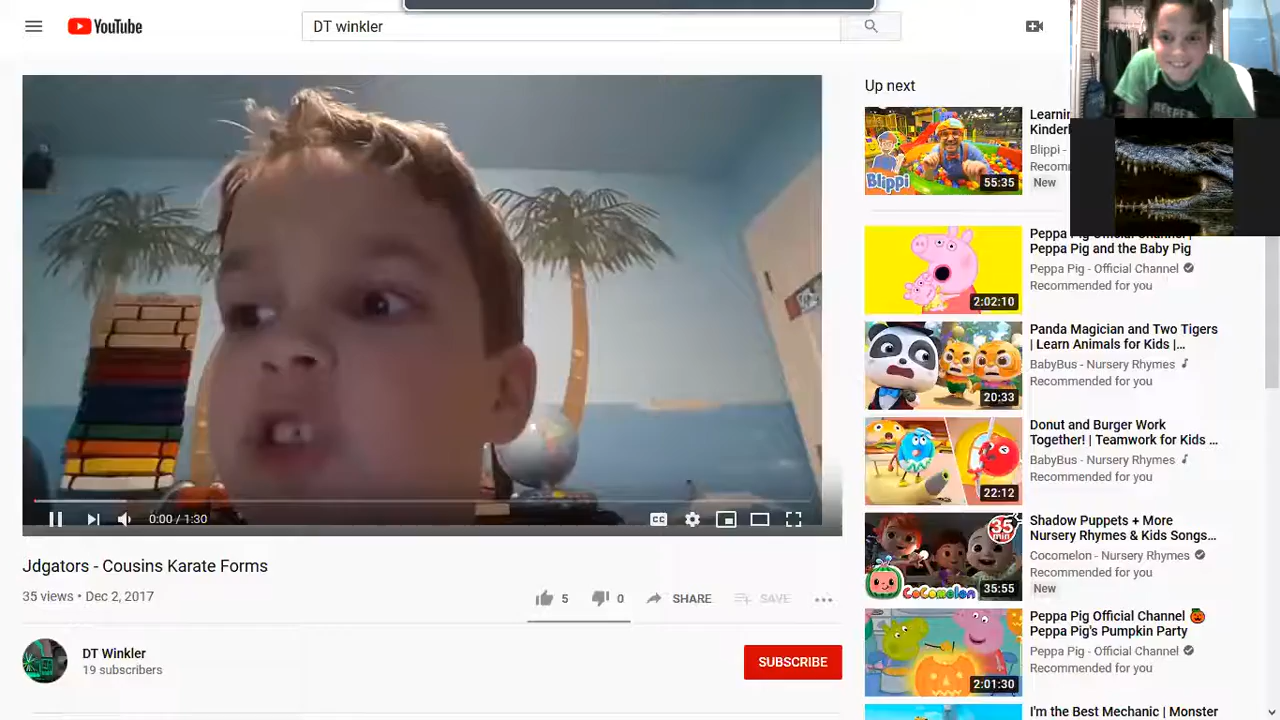 YouTube
DT winkler
Up next
Learnin
Kinderl
Blippi -
Recom
New
Blippi
55:35
Peppa Pig Official Channel |
Peppa Pig and the Baby Pig
Peppa Pig - Official Channel
Recommended for you
2:02:10
Panda Magician and Two Tigers
| Learn Animals for Kids |...
BabyBus - Nursery Rhymes
Recommended for you
20:33
Donut and Burger Work
Together! | Teamwork for Kids ...
BabyBus - Nursery Rhymes
Recommended for you
22:12
Shadow Puppets + More
Nursery Rhymes & Kids Songs...
Cocomelon - Nursery Rhymes
Recommended for you
New
35 min
CoComelon
35:55
Peppa Pig Official Channel 🎃
Peppa Pig's Pumpkin Party
Peppa Pig - Official Channel
Recommended for you
2:01:30
I'm the Best Mechanic | Monster
0:00 / 1:30
CC
Jdgators - Cousins Karate Forms
35 views • Dec 2, 2017
5
0
SHARE
SAVE
DT Winkler
19 subscribers
SUBSCRIBE